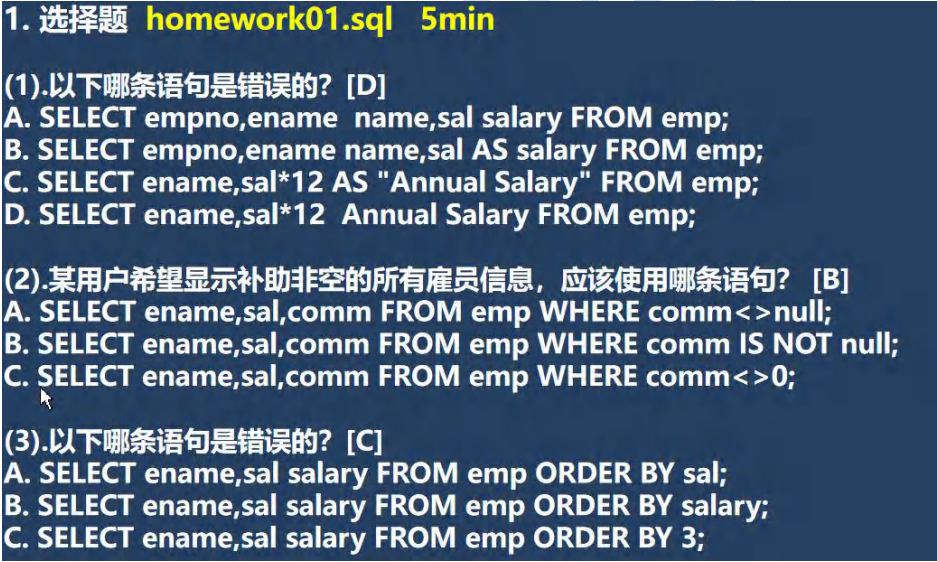 1. 选择题 homework01.sql 5min
(1).以下哪条语句是错误的？[D]
A. SELECT empno,ename  name,sal salary FROM emp;
B. SELECT empno,ename name,sal AS salary FROM emp;
C. SELECT ename,sal*12 AS "Annual Salary" FROM emp;
D. SELECT ename,sal*12  Annual Salary FROM emp;
(2).某用户希望显示补助非空的所有雇员信息，应该使用哪条语句？ [B]
A. SELECT ename,sal,comm FROM emp WHERE comm<>null;
B. SELECT ename,sal,comm FROM emp WHERE comm IS NOT null;
C. SELECT ename,sal,comm FROM emp WHERE comm<>0;
(3).以下哪条语句是错误的？[C]
A. SELECT ename,sal salary FROM emp ORDER BY sal;
B. SELECT ename,sal salary FROM emp ORDER BY salary;
C. SELECT ename,sal salary FROM emp ORDER BY 3;